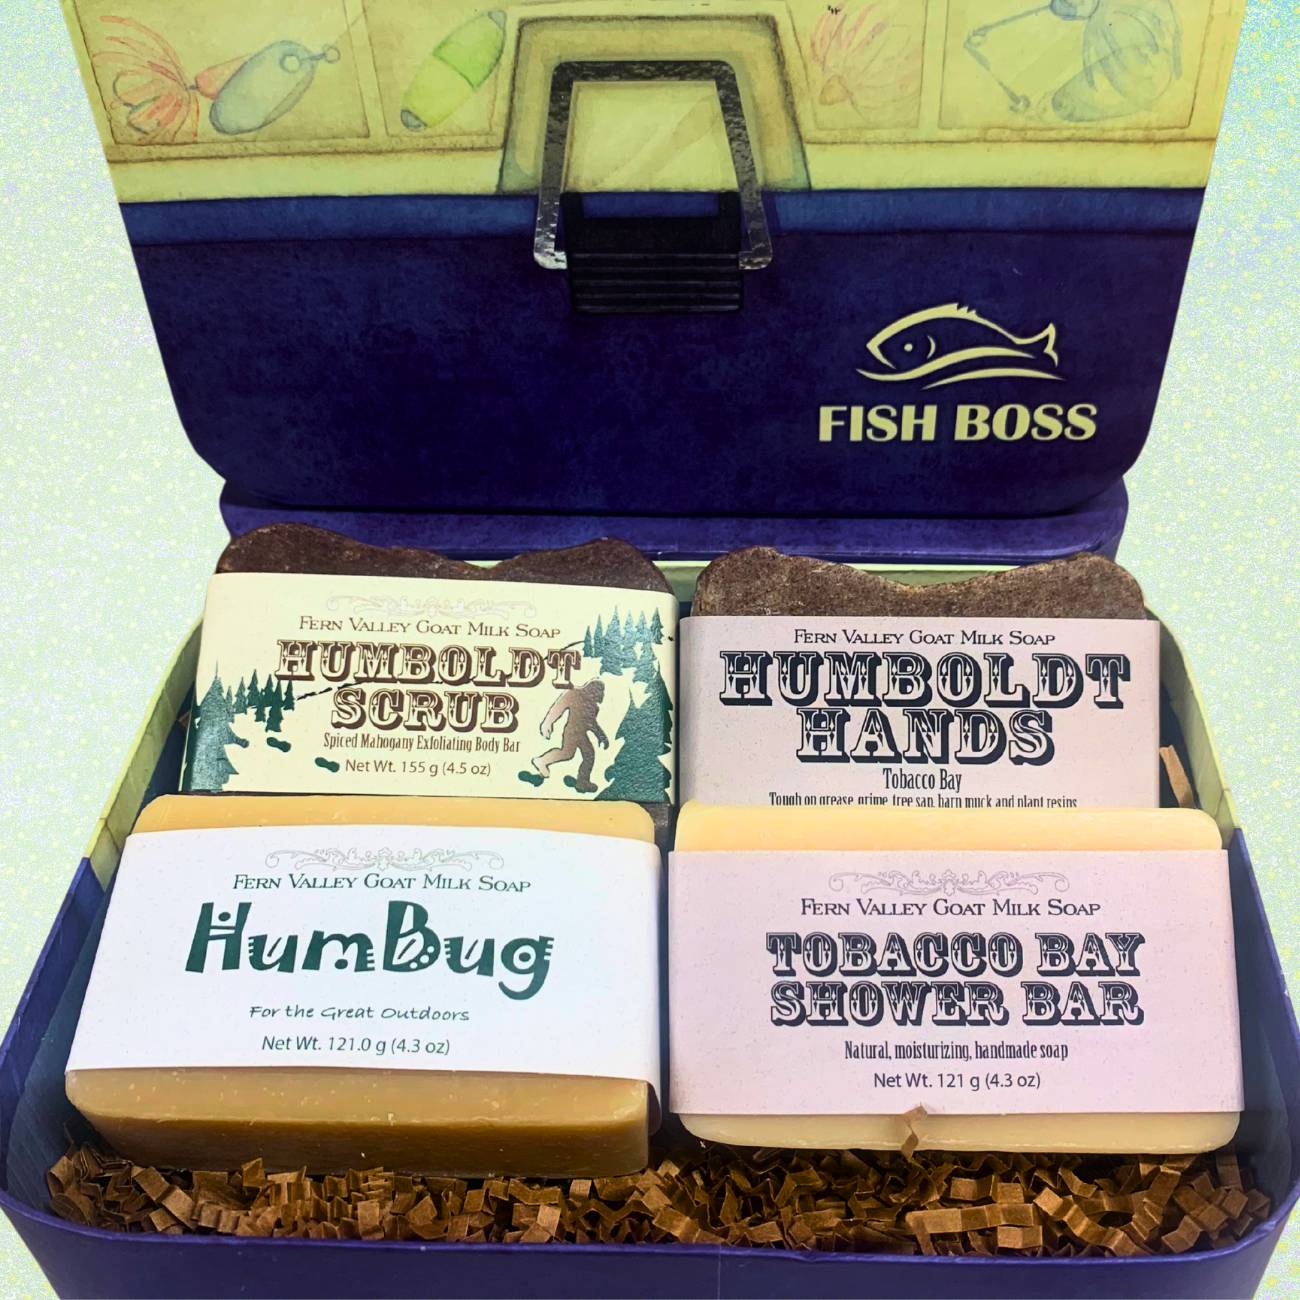 FISH BOSS
FERN VALLEY GOAT MILK SOAP
HUMBOLDT
SCRUB
Spiced Mahogany Exfoliating Body Bar
Net Wt. 155 g (4.5 oz)
FERN VALLEY GOAT MILK SOAP
HUMBOLDT
HANDS
Tobacco Bay
Tough on grease, grime, tree sap, barn muck and plant resins
FERN VALLEY GOAT MILK SOAP
HumBug
For the Great Outdoors
Net Wt. 121.0 g (4.3 oz)
FERN VALLEY GOAT MILK SOAP
TOBACCO BAY
SHOWER BAR
Natural, moisturizing, handmade soap
Net Wt. 121 g (4.3 oz)